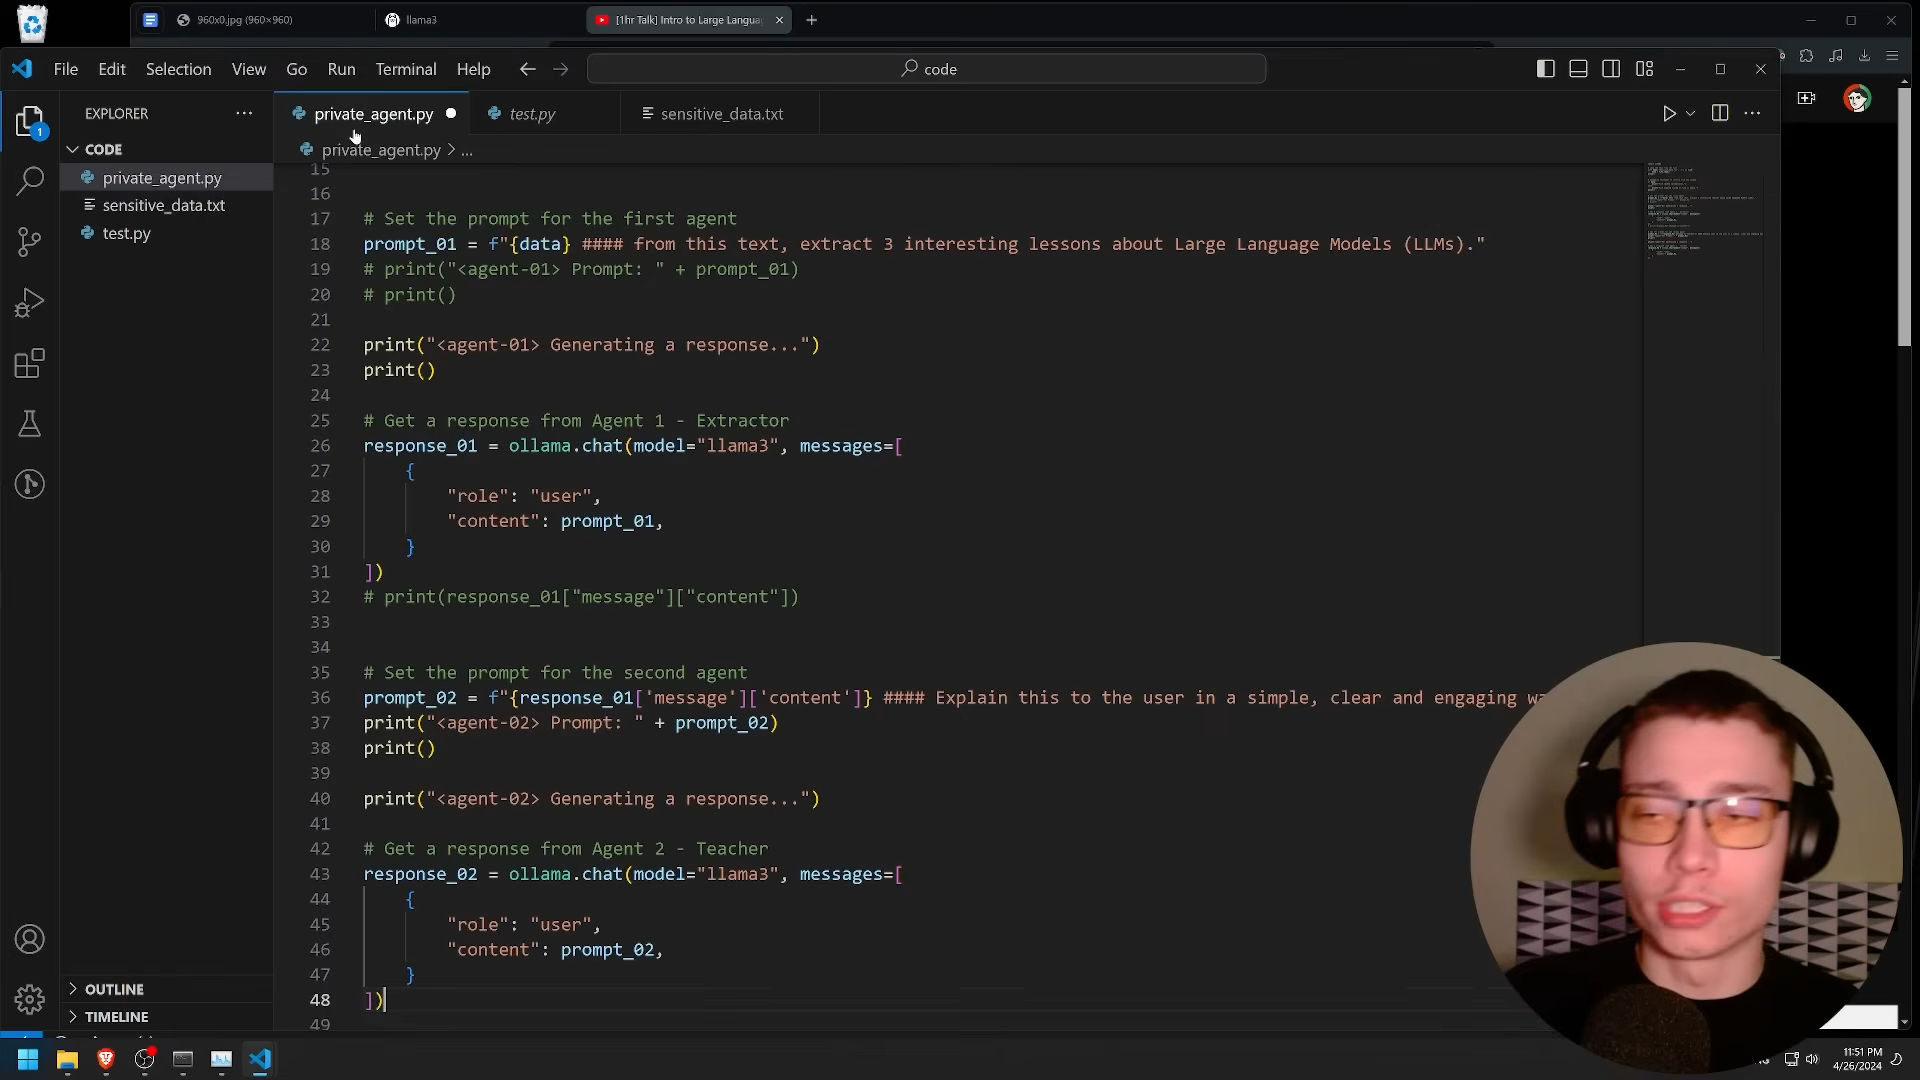 960x0.jpg (960×960)
llama3
[1hr Talk] Intro to Large Langua
File Edit Selection View Go Run Terminal Help
code
EXPLORER
CODE
private_agent.py
sensitive_data.txt
test.py
OUTLINE
TIMELINE
1
private_agent.py
test.py
sensitive_data.txt
private_agent.py > ...
15
16
17 # Set the prompt for the first agent
18 prompt_01 = f"{data} #### from this text, extract 3 interesting lessons about Large Language Models (LLMs)."
19 # print("<agent-01> Prompt: " + prompt_01)
20 # print()
21
22 print("<agent-01> Generating a response...")
23 print()
24
25 # Get a response from Agent 1 - Extractor
26 response_01 = ollama.chat(model="llama3", messages=[
27 {
28 "role": "user",
29 "content": prompt_01,
30 }
31 ])
32 # print(response_01["message"]["content"])
33
34
35 # Set the prompt for the second agent
36 prompt_02 = f"{response_01['message']['content']} #### Explain this to the user in a simple, clear and engaging wa
37 print("<agent-02> Prompt: " + prompt_02)
38 print()
39
40 print("<agent-02> Generating a response...")
41
42 # Get a response from Agent 2 - Teacher
43 response_02 = ollama.chat(model="llama3", messages=[
44 {
45 "role": "user",
46 "content": prompt_02,
47 }
48 ])
49
11:51 PM
4/26/2024